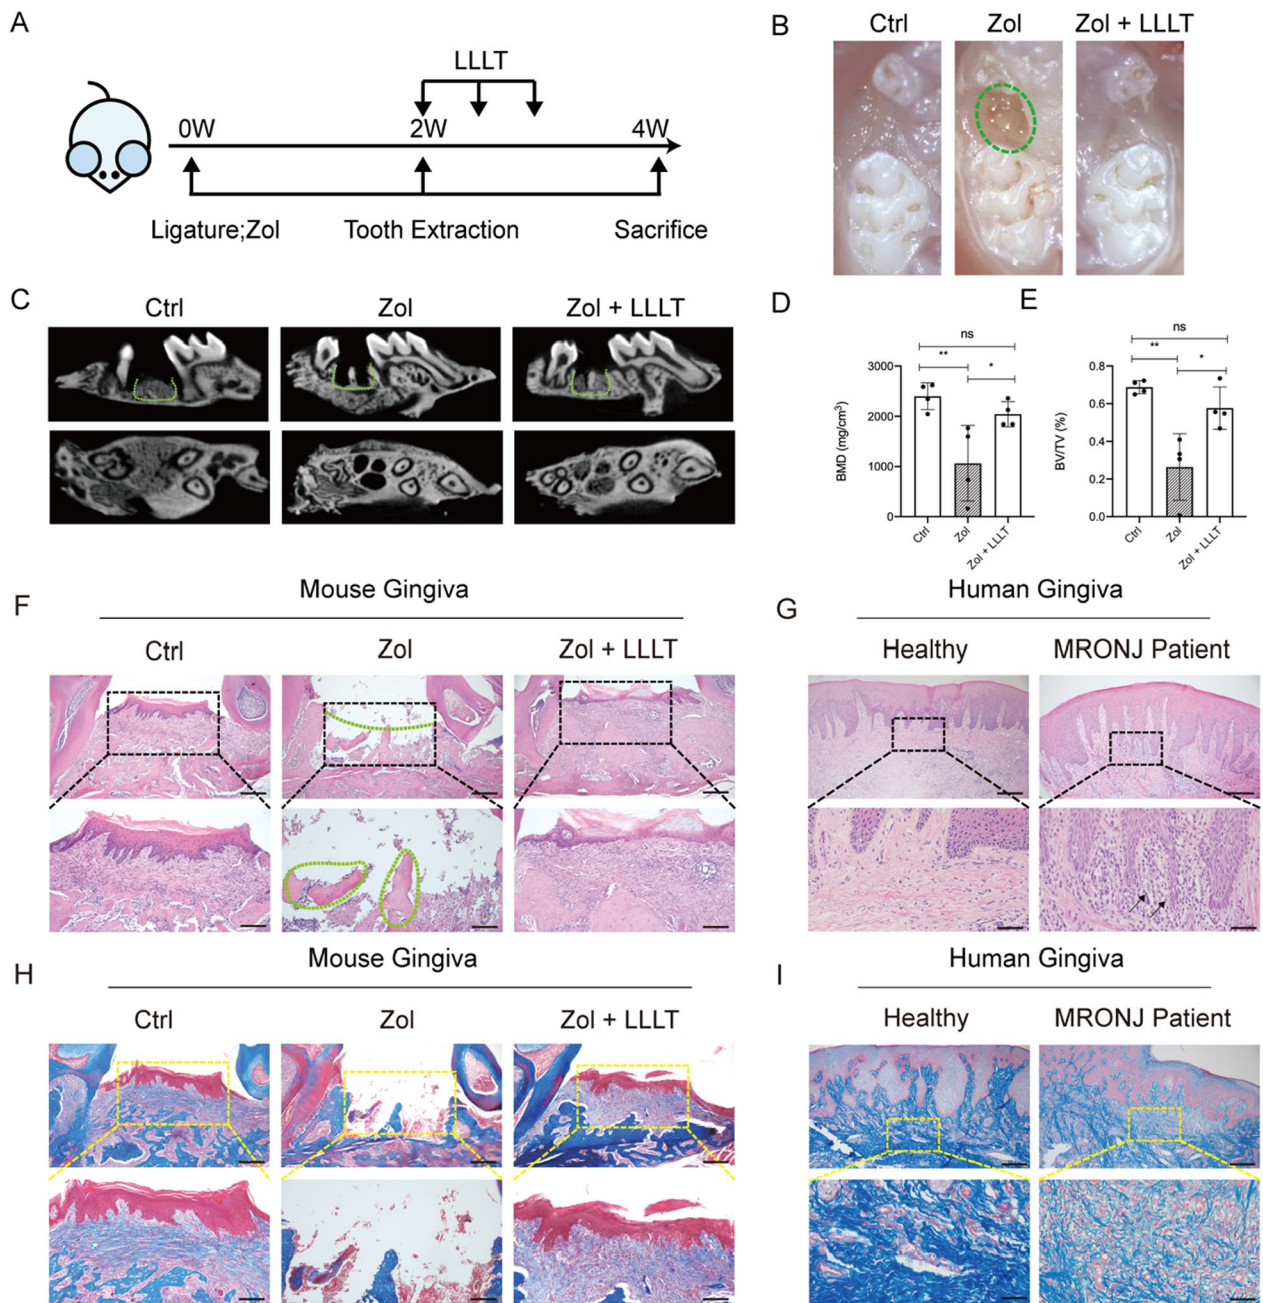 A
LLLT
0W 2W 4W
Ligature;Zol Tooth Extraction Sacrifice
B
Ctrl Zol Zol + LLLT
C
Ctrl Zol Zol + LLLT
D
ns
** *
3000
2000
1000
0
BMD (mg/cm³)
Ctrl Zol Zol + LLLT
E
ns
** *
0.8
0.6
0.4
0.2
0.0
BV/TV (%)
Ctrl Zol Zol + LLLT
F
Mouse Gingiva
Ctrl Zol Zol + LLLT
G
Human Gingiva
Healthy MRONJ Patient
H
Mouse Gingiva
Ctrl Zol Zol + LLLT
I
Human Gingiva
Healthy MRONJ Patient